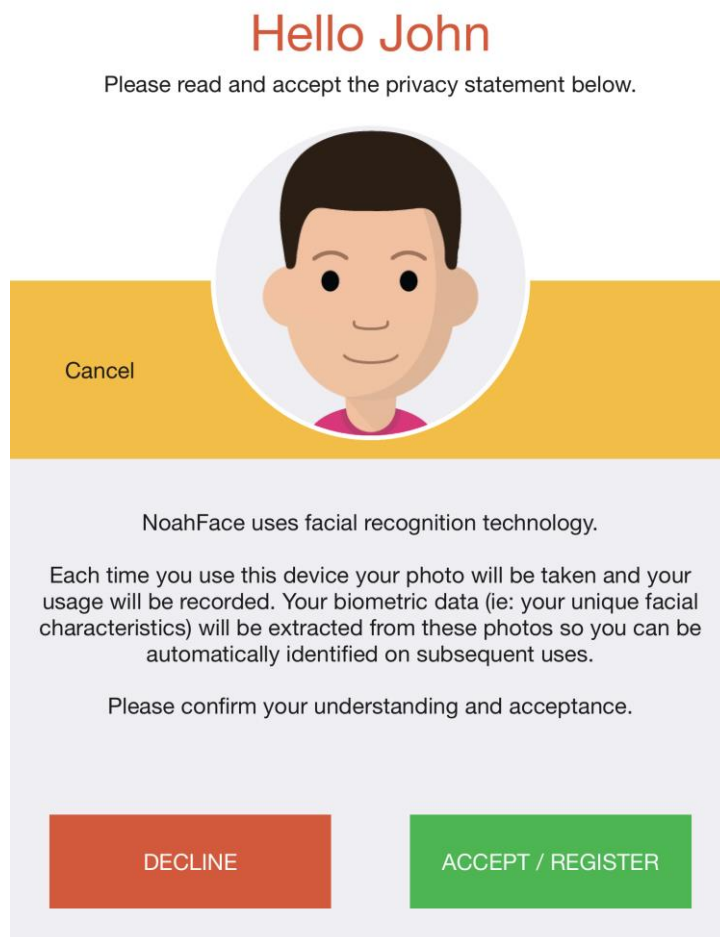 Hello John
Please read and accept the privacy statement below.
Cancel
NoahFace uses facial recognition technology.
Each time you use this device your photo will be taken and your
usage will be recorded. Your biometric data (ie: your unique facial
characteristics) will be extracted from these photos so you can be
automatically identified on subsequent uses.
Please confirm your understanding and acceptance.
DECLINE
ACCEPT / REGISTER